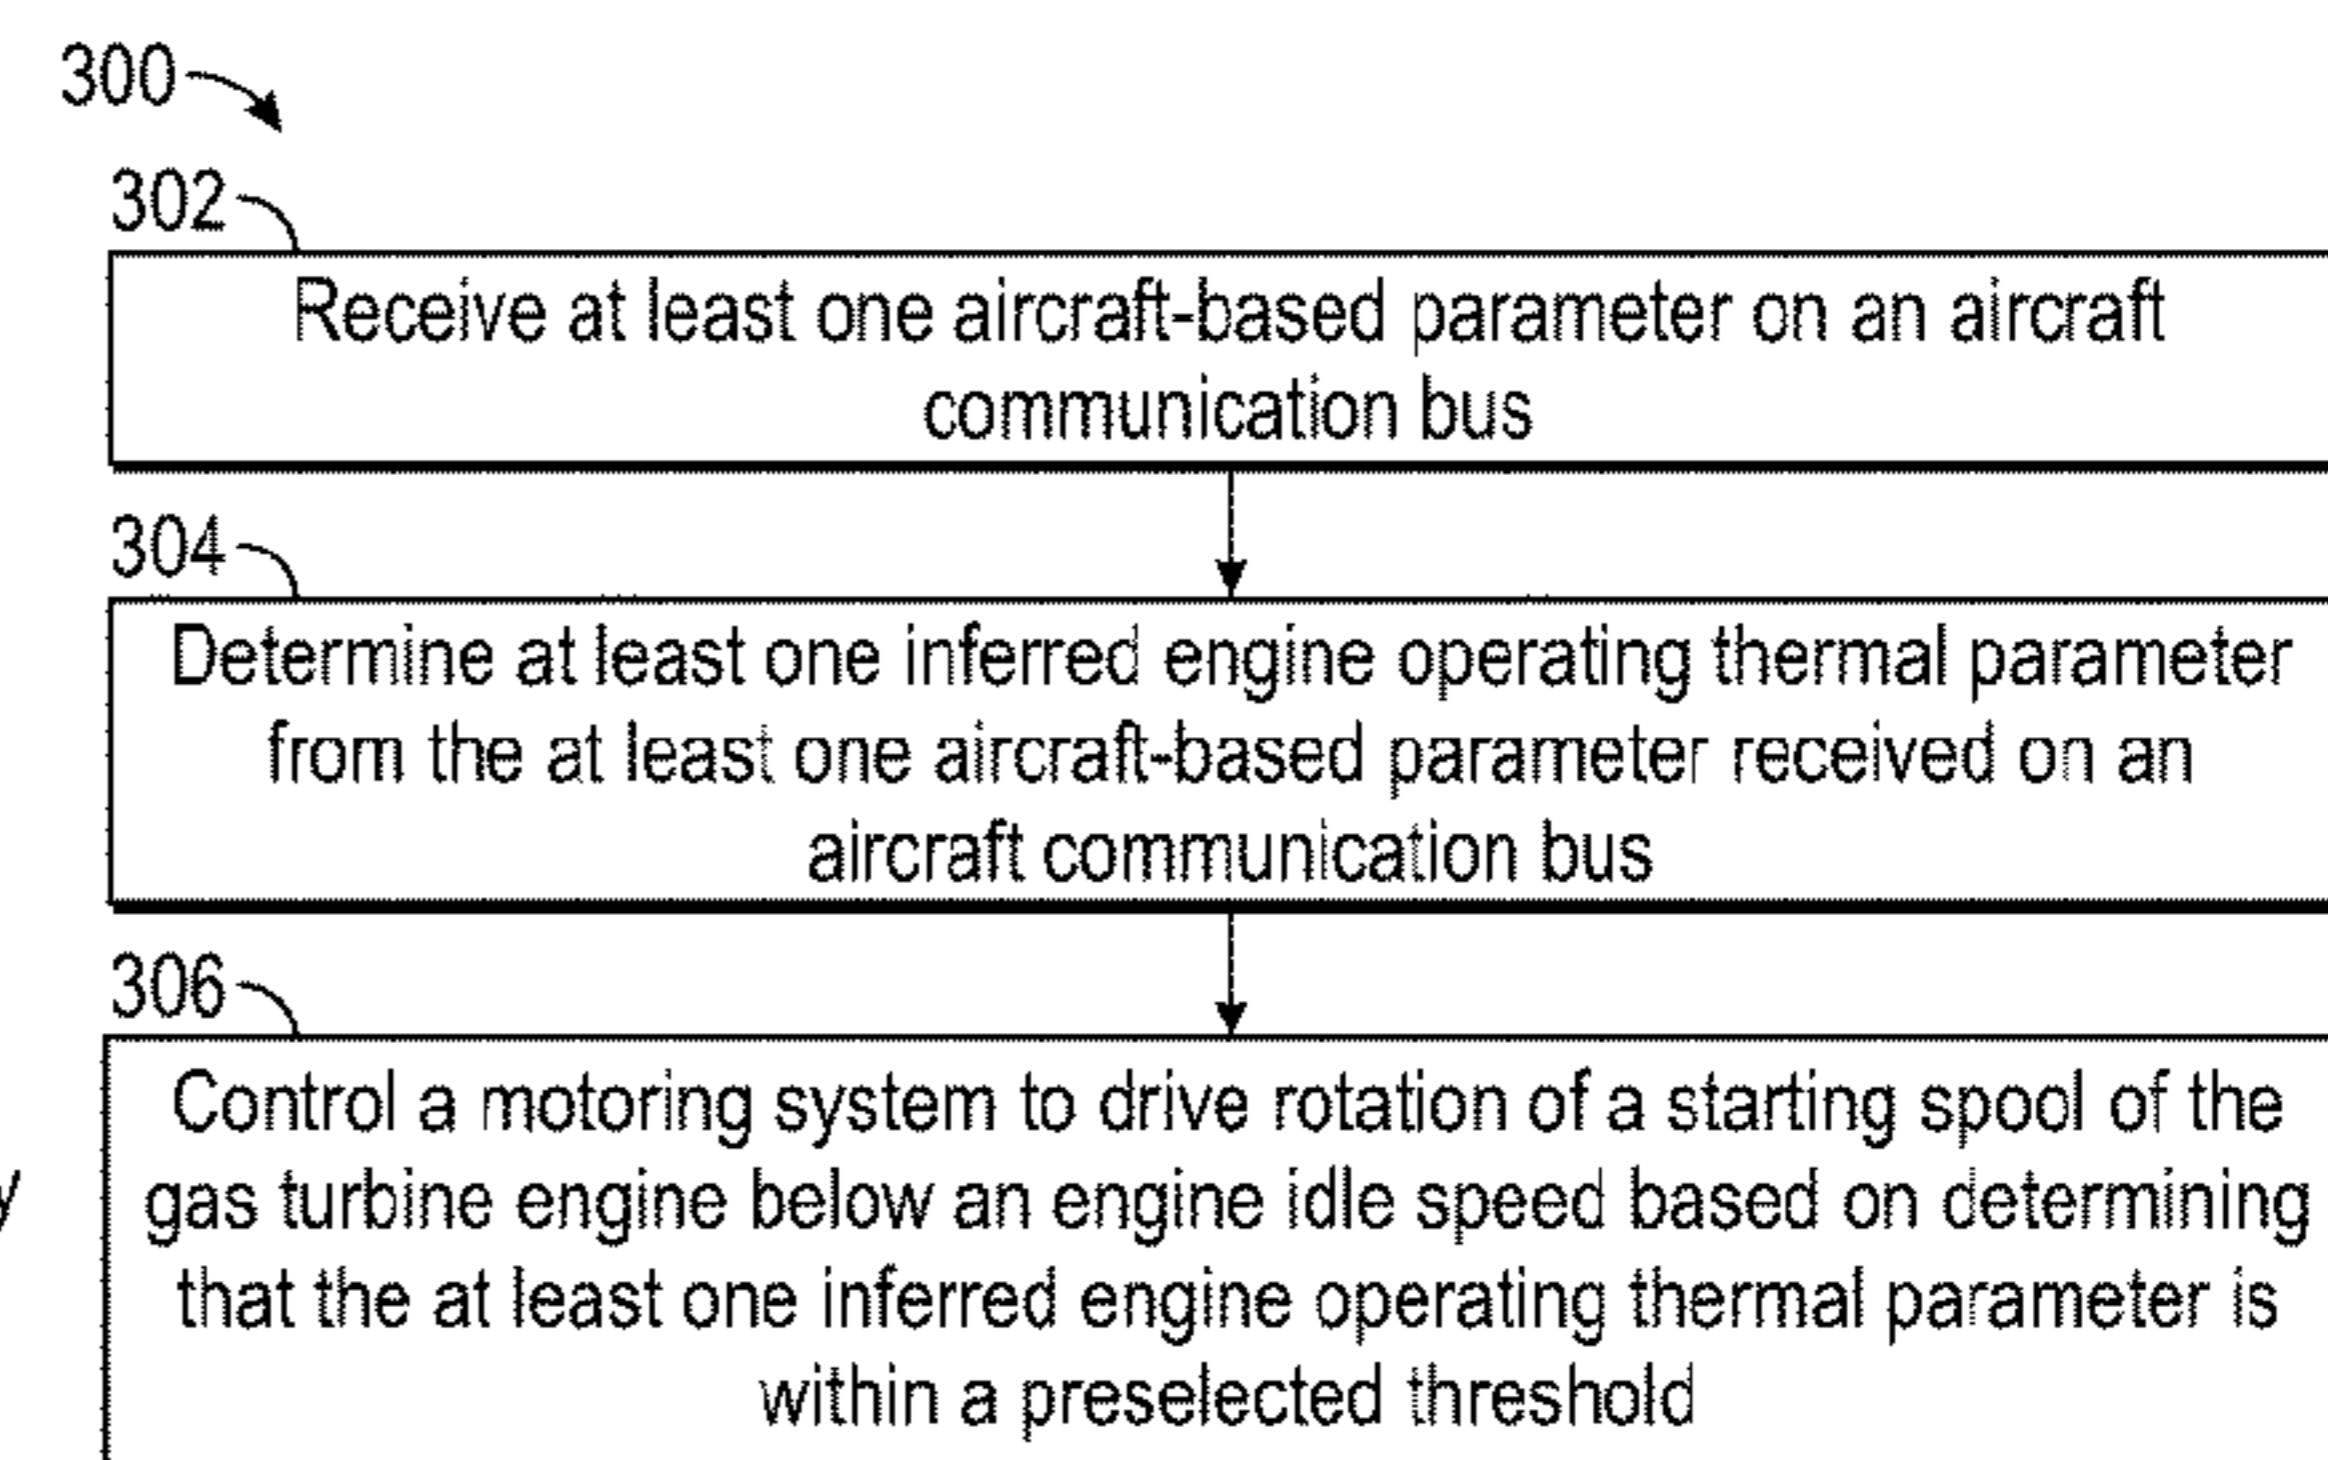 300
302
Receive at least one aircraft-based parameter on an aircraft
communication bus
304
Determine at least one inferred engine operating thermal parameter
from the at least one aircraft-based parameter received on an
aircraft communication bus
306
Control a motoring system to drive rotation of a starting spool of the
gas turbine engine below an engine idle speed based on determining
that the at least one inferred engine operating thermal parameter is
within a preselected threshold